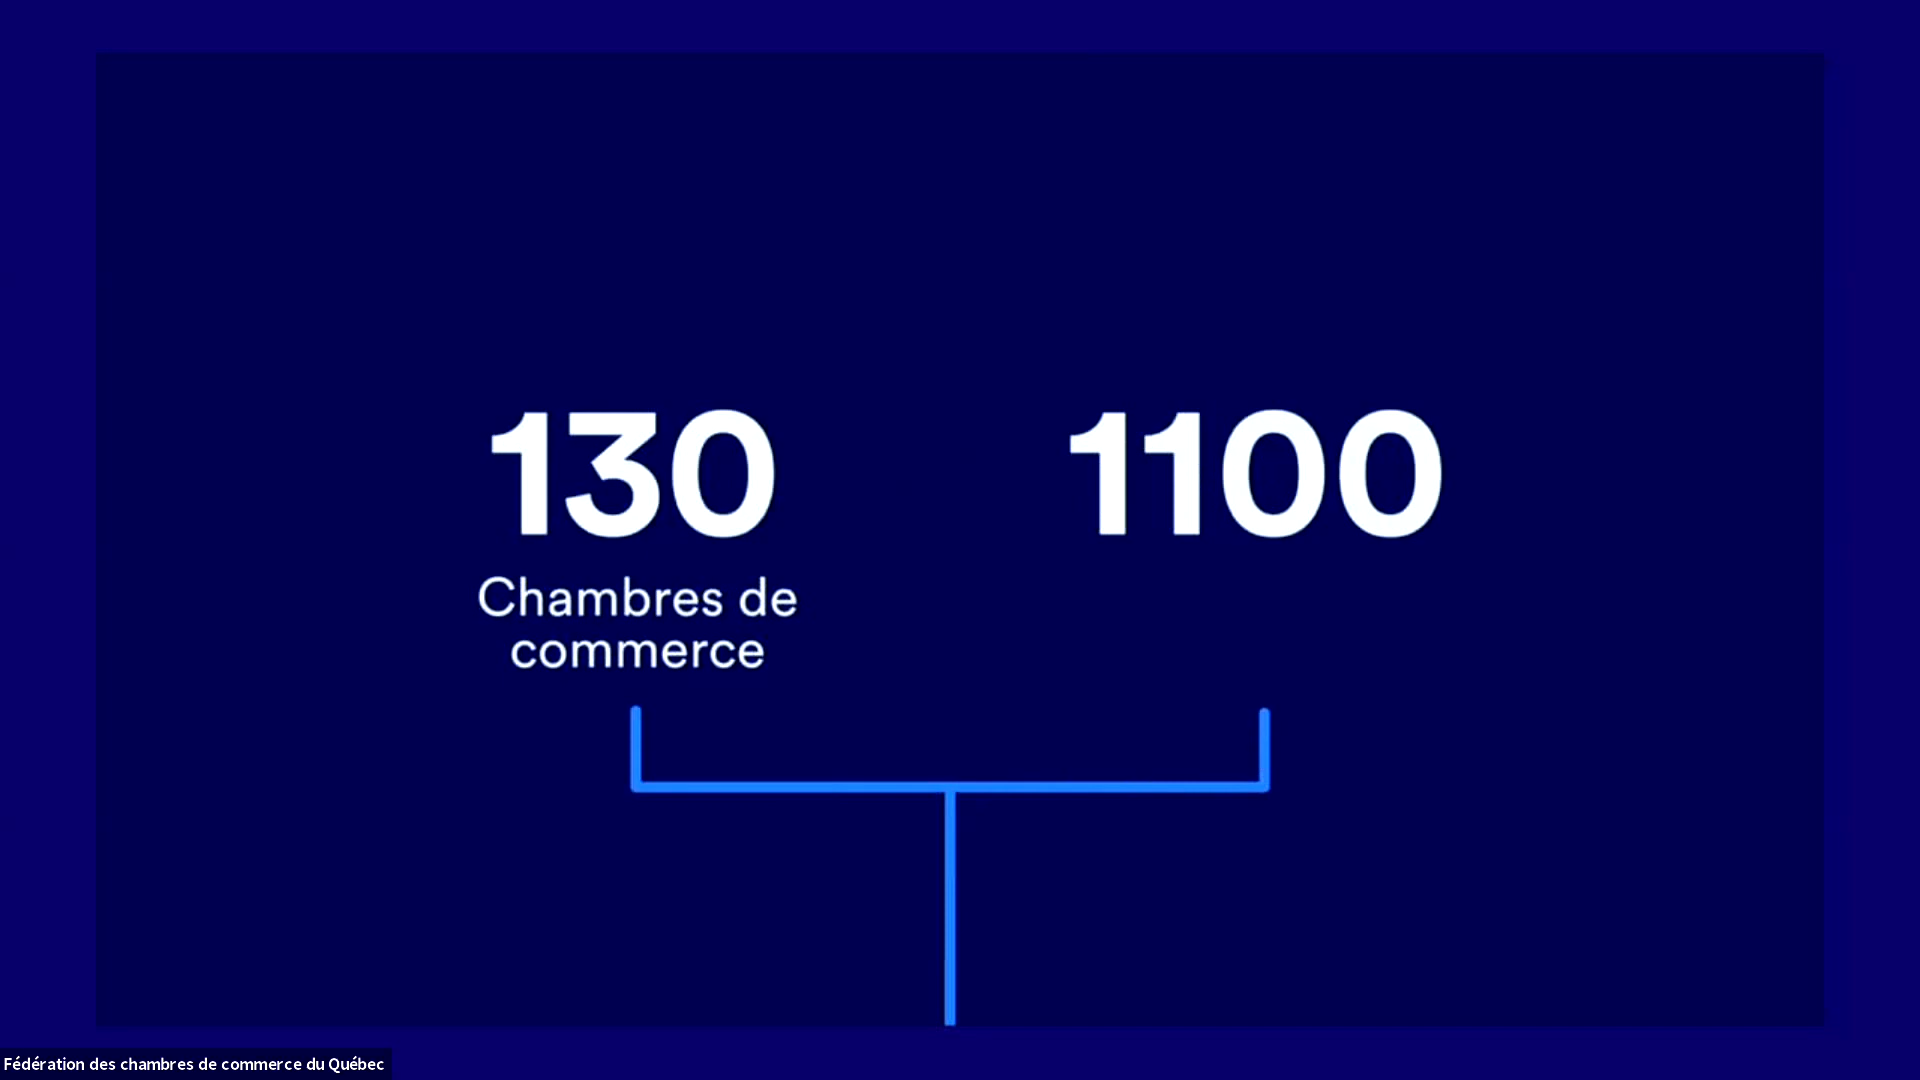 130
1100
Chambres de
commerce
Fédération des chambres de commerce du Québec